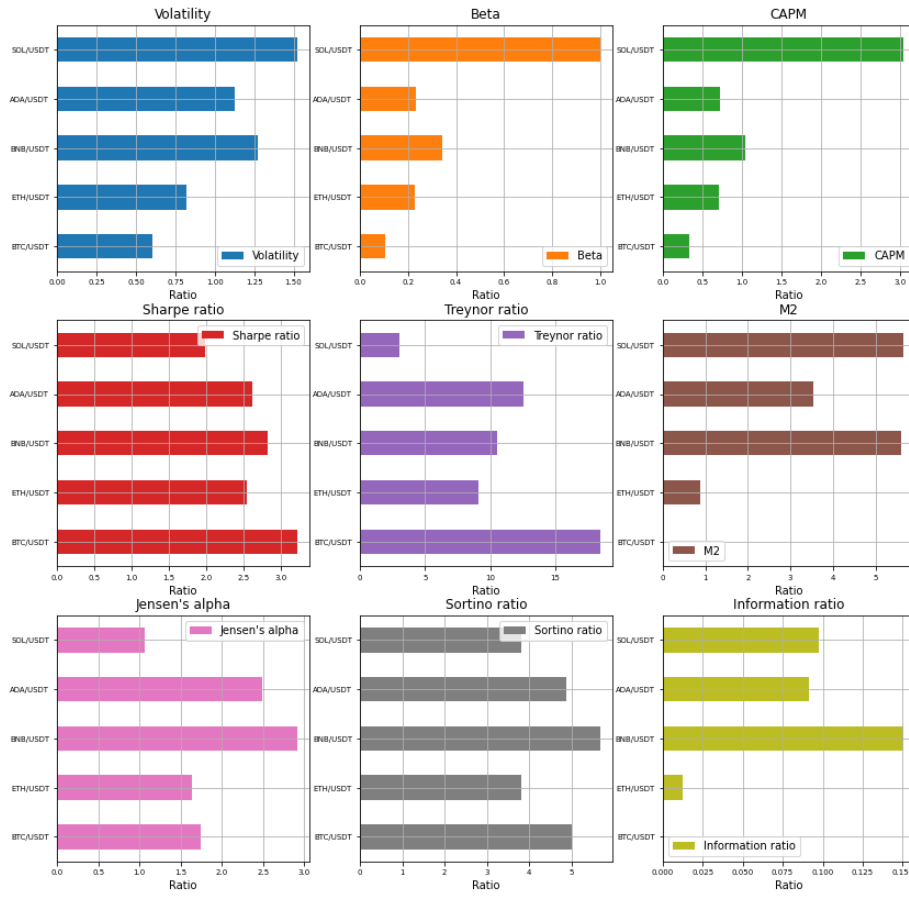 Volatility
SOL/USDT
ADA/USDT
BNB/USDT
ETH/USDT
BTC/USDT
Volatility
0.00 0.25 0.50 0.75 1.00 1.25 1.50
Ratio
Beta
SOL/USDT
ADA/USDT
BNB/USDT
ETH/USDT
BTC/USDT
Beta
0.0 0.2 0.4 0.6 0.8 1.0
Ratio
CAPM
SOL/USDT
ADA/USDT
BNB/USDT
ETH/USDT
BTC/USDT
CAPM
0.0 0.5 1.0 1.5 2.0 2.5 3.0
Ratio
Sharpe ratio
Sharpe ratio
SOL/USDT
ADA/USDT
BNB/USDT
ETH/USDT
BTC/USDT
0.0 0.5 1.0 1.5 2.0 2.5 3.0
Ratio
Treynor ratio
Treynor ratio
SOL/USDT
ADA/USDT
BNB/USDT
ETH/USDT
BTC/USDT
0 5 10 15
Ratio
M2
SOL/USDT
ADA/USDT
BNB/USDT
ETH/USDT
BTC/USDT
M2
0 1 2 3 4 5
Ratio
Jensen's alpha
Jensen's alpha
SOL/USDT
ADA/USDT
BNB/USDT
ETH/USDT
BTC/USDT
0.0 0.5 1.0 1.5 2.0 2.5 3.0
Ratio
Sortino ratio
Sortino ratio
SOL/USDT
ADA/USDT
BNB/USDT
ETH/USDT
BTC/USDT
0 1 2 3 4 5
Ratio
Information ratio
SOL/USDT
ADA/USDT
BNB/USDT
ETH/USDT
BTC/USDT
Information ratio
0.000 0.025 0.050 0.075 0.100 0.125 0.150
Ratio